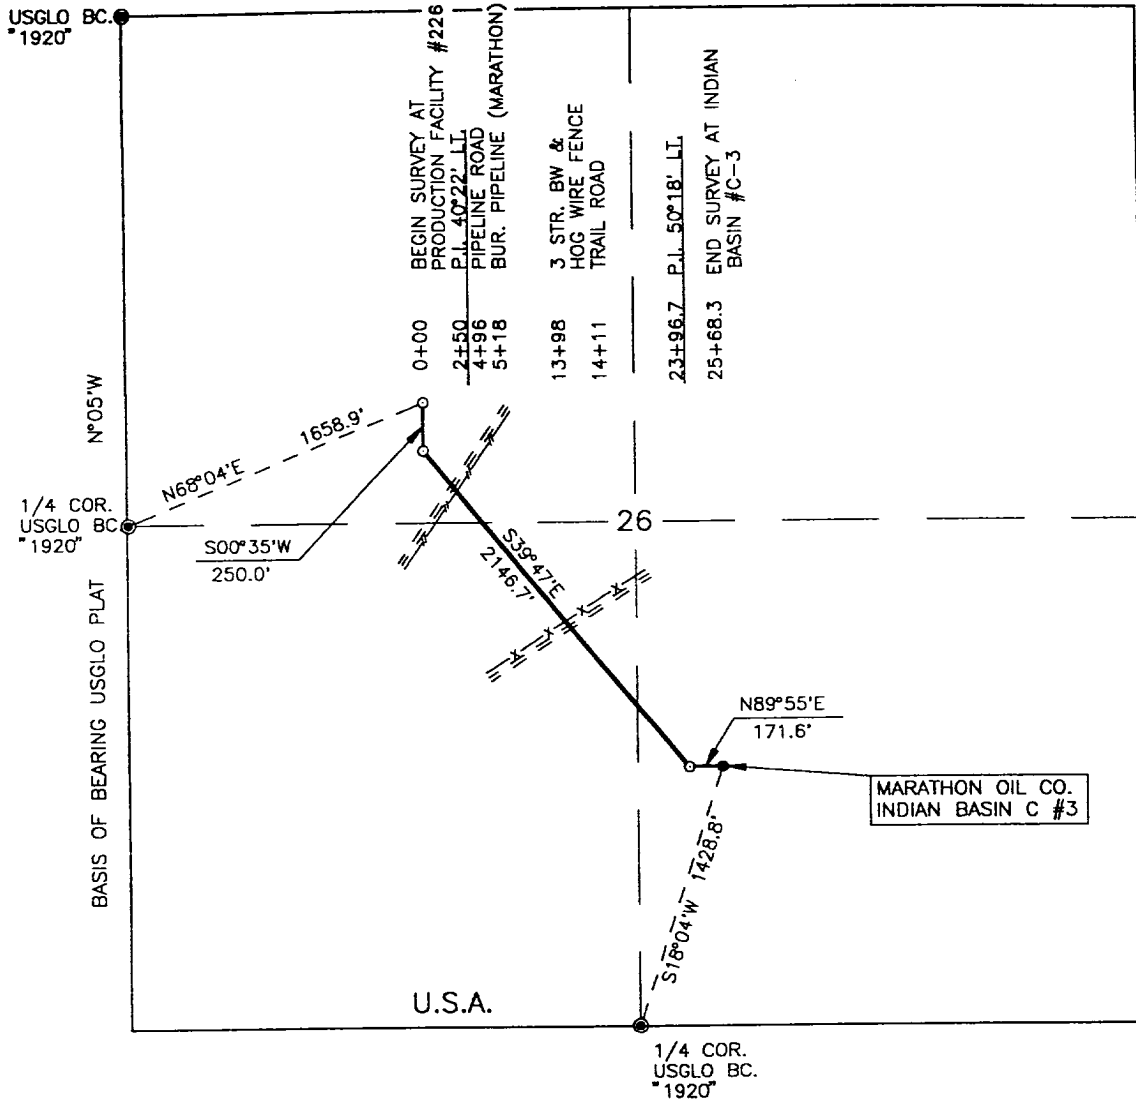 USGLO BC.
"1920"
0+00 BEGIN SURVEY AT
PRODUCTION FACILITY #226
2+50 P.I. 40°22' LT.
4+96 PIPELINE ROAD
5+18 BUR. PIPELINE (MARATHON)
13+98 3 STR. BW &
HOG WIRE FENCE
14+11 TRAIL ROAD
23+96.7 P.I. 50°18' LT.
25+68.3 END SURVEY AT INDIAN
BASIN #C-3
N°05'W
N68°04'E 1658.9'
1/4 COR.
USGLO BC
"1920"
S00°35'W
250.0'
26
S39°47'E
2146.7'
BASIS OF BEARING USGLO PLAT
N89°55'E
171.6'
MARATHON OIL CO.
INDIAN BASIN C #3
S18°04'W 1428.8'
U.S.A.
1/4 COR.
USGLO BC.
"1920"